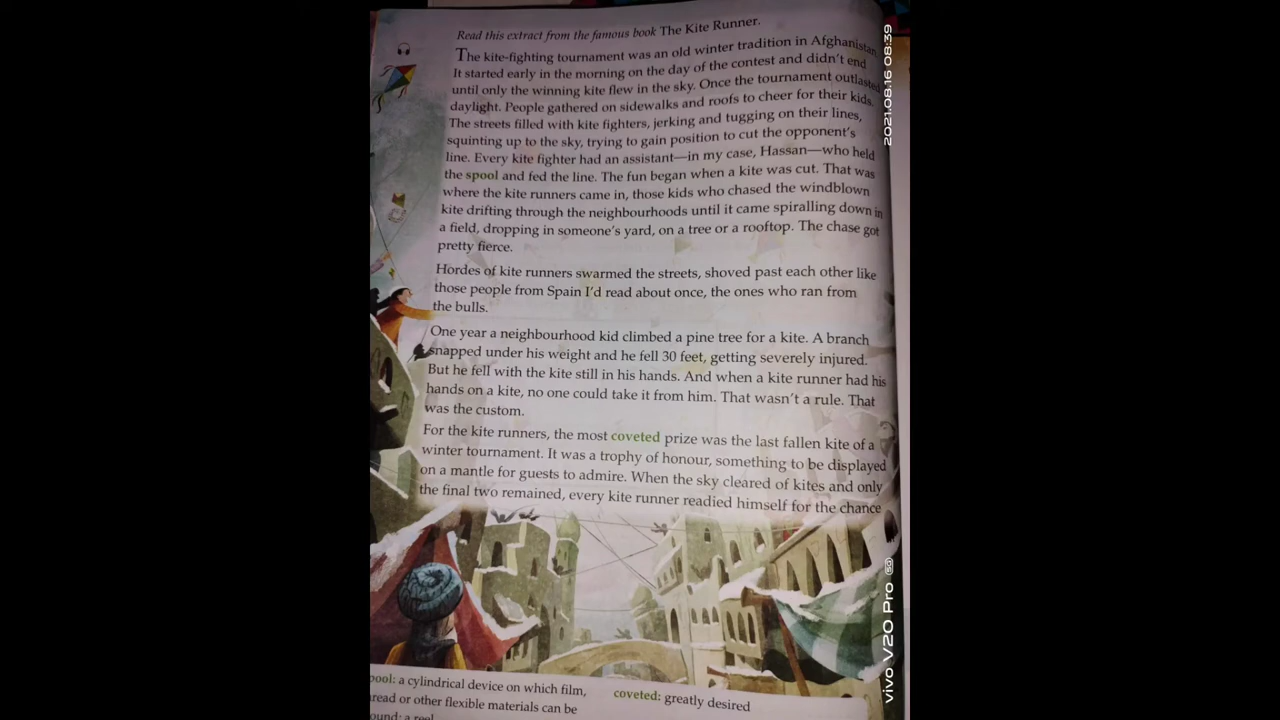 Read this extract from the famous book The Kite Runner.
The kite-fighting tournament was an old winter tradition in Afghanistan
It started early in the morning on the day of the contest and didn't end
until only the winning kite flew in the sky. Once the tournament outlasted
daylight. People gathered on sidewalks and roofs to cheer for their kids.
The streets filled with kite fighters, jerking and tugging on their lines,
squinting up to the sky, trying to gain position to cut the opponent's
line. Every kite fighter had an assistant—in my case, Hassan—who held
the spool and fed the line. The fun began when a kite was cut. That was
where the kite runners came in, those kids who chased the windblown
kite drifting through the neighbourhoods until it came spiralling down in
a field, dropping in someone's yard, on a tree or a rooftop. The chase got
pretty fierce.
Hordes of kite runners swarmed the streets, shoved past each other like
those people from Spain I'd read about once, the ones who ran from
the bulls.
One year a neighbourhood kid climbed a pine tree for a kite. A branch
snapped under his weight and he fell 30 feet, getting severely injured.
But he fell with the kite still in his hands. And when a kite runner had his
hands on a kite, no one could take it from him. That wasn't a rule. That
was the custom.
For the kite runners, the most coveted prize was the last fallen kite of a
winter tournament. It was a trophy of honour, something to be displayed
on a mantle for guests to admire. When the sky cleared of kites and only
the final two remained, every kite runner readied himself for the chance
pool: a cylindrical device on which film,
read or other flexible materials can be
ound: a reel
coveted: greatly desired
2021.08.16 08:39
vivo V20 Pro 5G